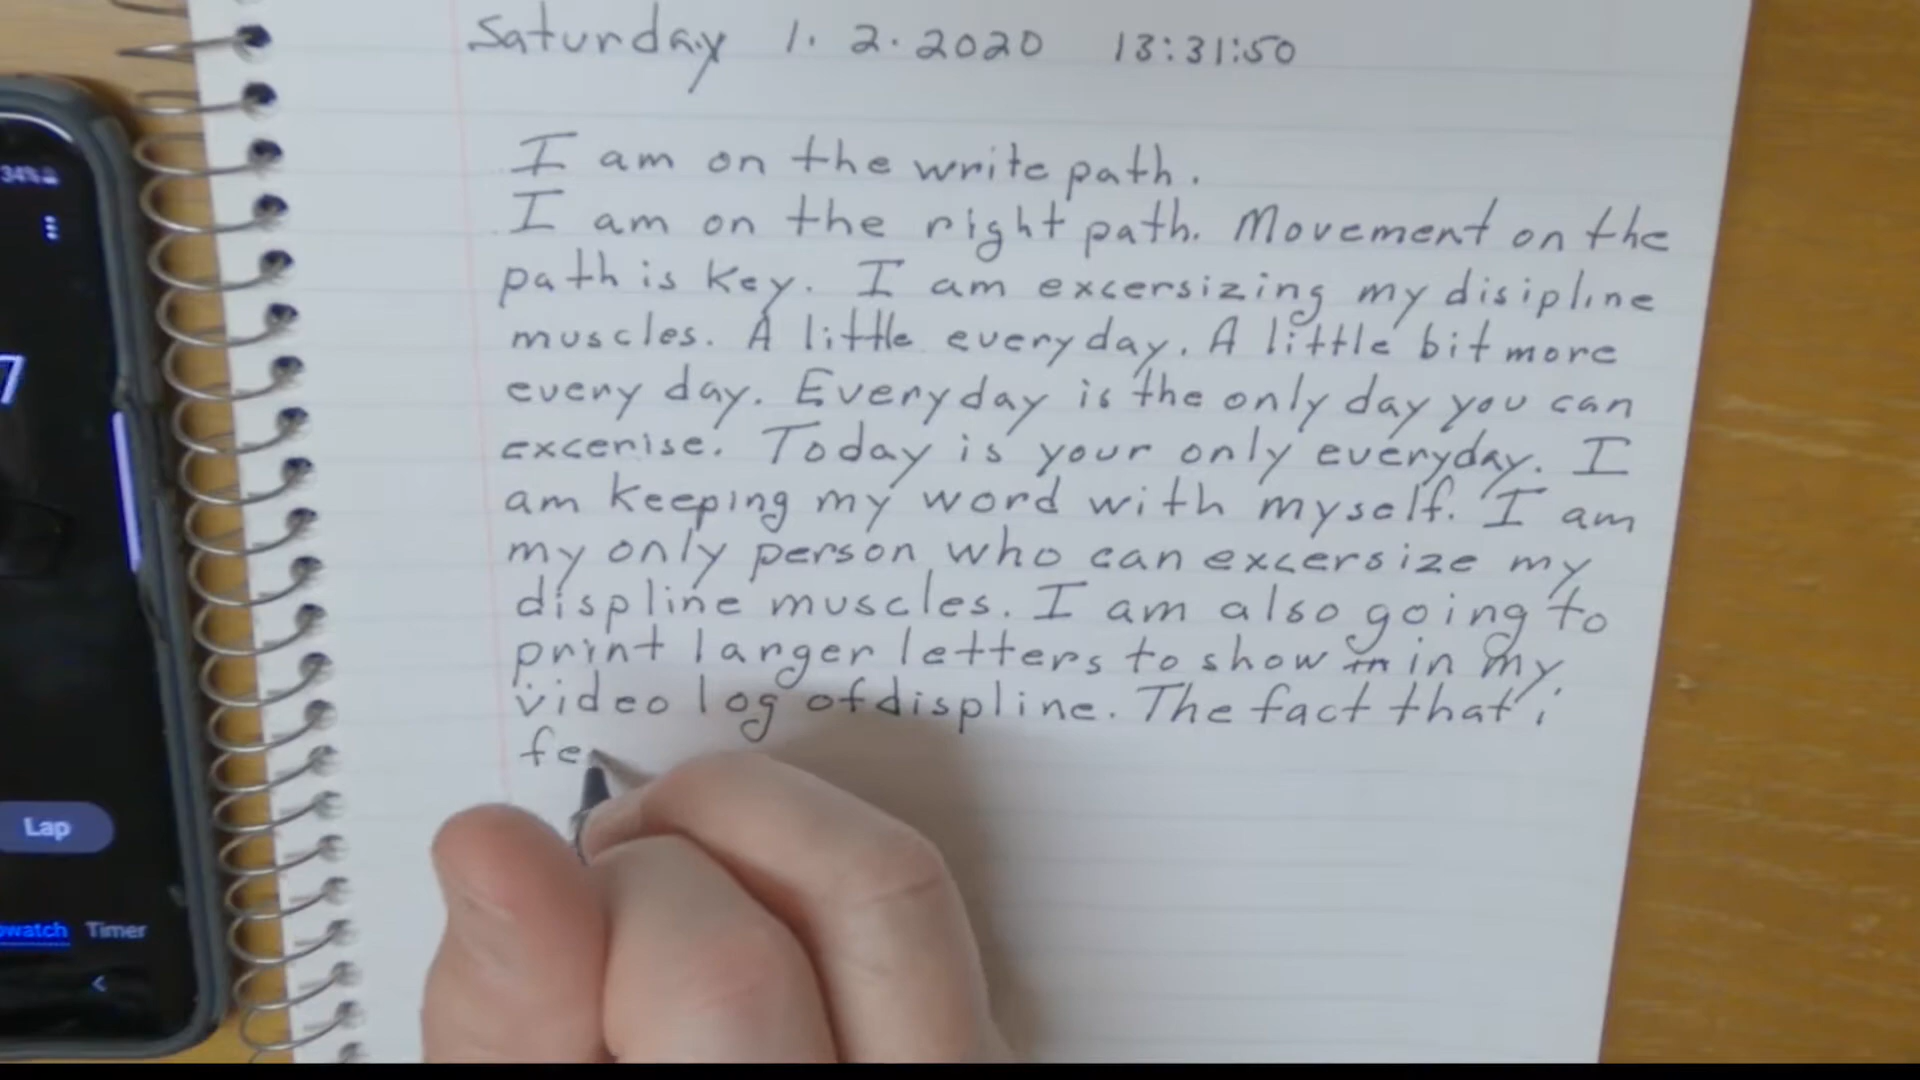 Saturday 1. 2. 2020 13:31:50
I am on the write path.
I am on the right path. Movement on the
path is key. I am excersizing my disipline
muscles. A little everyday. A little bit more
every day. Everyday is the only day you can
excerise. Today is your only everyday. I
am keeping my word with myself. I am
my only person who can excersize my
displine muscles. I am also going to
print larger letters to show in in my
video log of displine. The fact that i
fe
34%
7
Lap
Timer